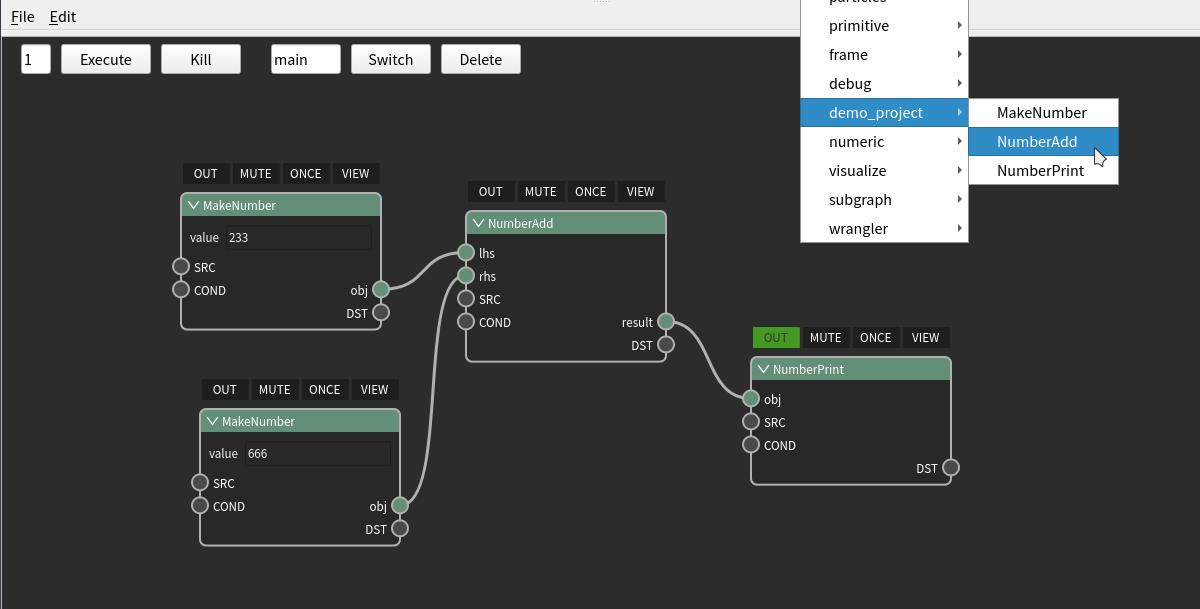 particles
File Edit
primitive
frame
debug
demo_project
numeric
visualize
subgraph
wrangler
MakeNumber
NumberAdd
NumberPrint
1 Execute Kill main Switch Delete
OUT MUTE ONCE VIEW
MakeNumber
value 233
SRC
COND obj
DST
OUT MUTE ONCE VIEW
NumberAdd
lhs
rhs
SRC
COND result
DST
OUT MUTE ONCE VIEW
MakeNumber
value 666
SRC
COND obj
DST
OUT MUTE ONCE VIEW
NumberPrint
obj
SRC
COND
DST